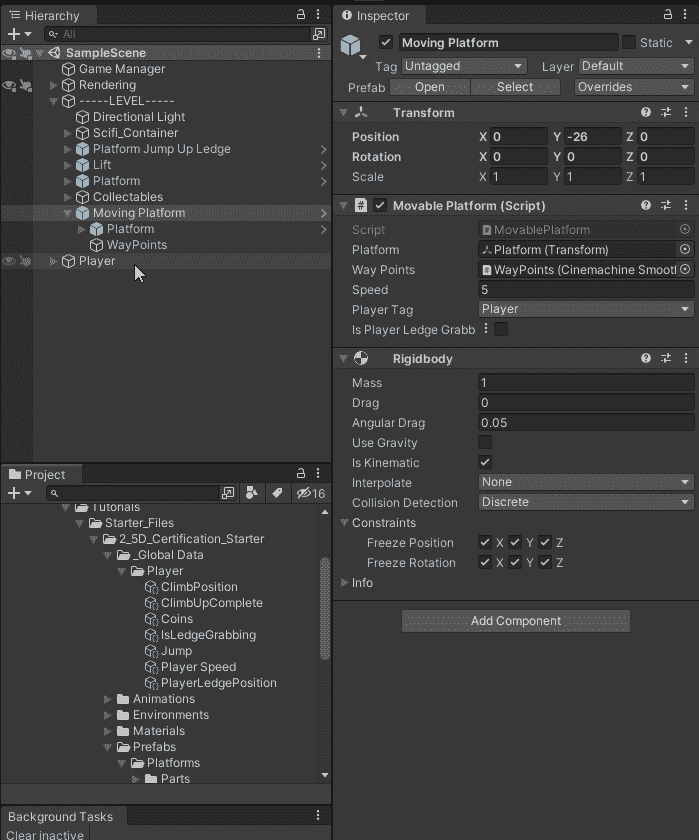 Hierarchy
All
SampleScene
Game Manager
Rendering
-----LEVEL-----
Directional Light
Scifi_Container
Platform Jump Up Ledge
Lift
Platform
Collectables
Moving Platform
Platform
WayPoints
Player
Project
16
Tutorials
Starter_Files
2_5D_Certification_Starter
_Global Data
Player
ClimbPosition
ClimbUpComplete
Coins
IsLedgeGrabbing
Jump
Player Speed
PlayerLedgePosition
Animations
Environments
Materials
Prefabs
Platforms
Parts
Background Tasks
Clear inactive
Inspector
Moving Platform
Static
Tag Untagged Layer Default
Prefab Open Select Overrides
Transform
Position X 0 Y -26 Z 0
Rotation X 0 Y 0 Z 0
Scale X 1 Y 1 Z 1
# Movable Platform (Script)
Script MovablePlatform
Platform Platform (Transform)
Way Points WayPoints (Cinemachine Smootl
Speed 5
Player Tag Player
Is Player Ledge Grabb
Rigidbody
Mass 1
Drag 0
Angular Drag 0.05
Use Gravity
Is Kinematic
Interpolate None
Collision Detection Discrete
Constraints
Freeze Position X Y Z
Freeze Rotation X Y Z
Info
Add Component